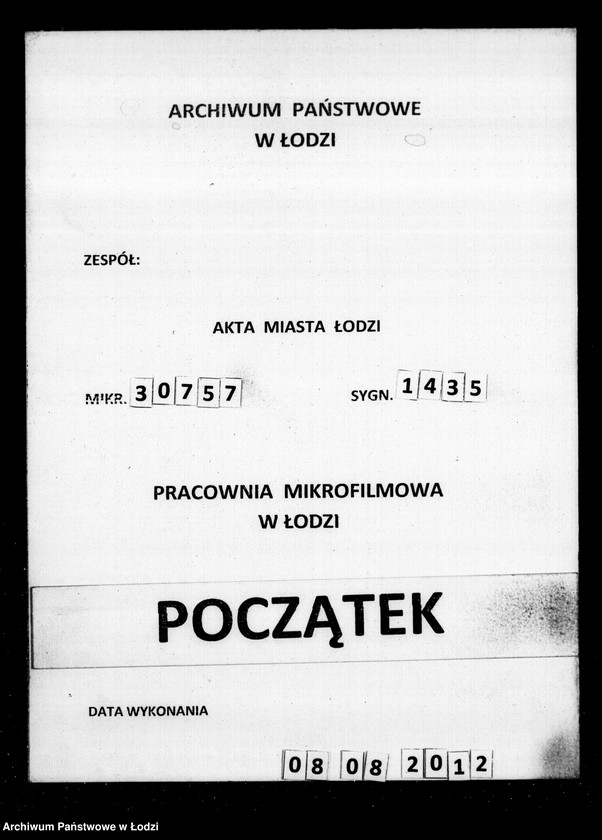 ARCHIWUM PAŃSTWOWE
W ŁODZI
ZESPÓŁ:
AKTA MIASTA ŁODZI
MIKR. 30757 SYGN. 1435
PRACOWNIA MIKROFILMOWA
W ŁODZI
POCZĄTEK
DATA WYKONANIA
08 08 2012
Archiwum Państwowe w Łodzi